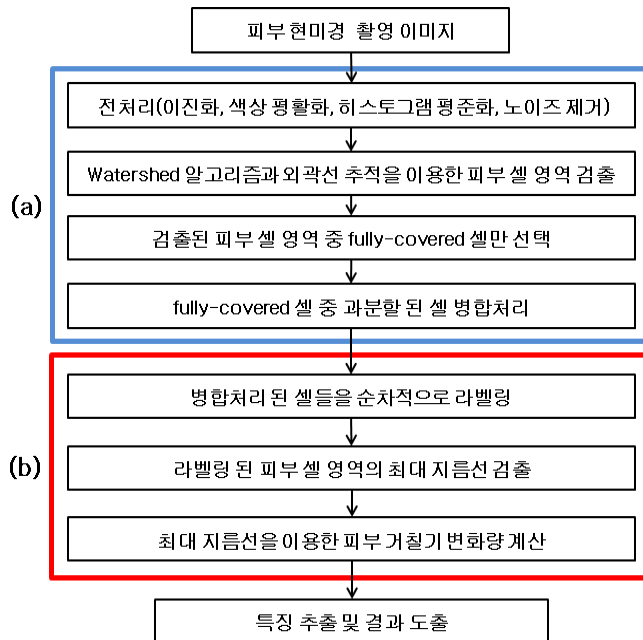 피부 현미경 촬영 이미지
(a)
전처리(이진화, 색상 평활화, 히스토그램 평준화, 노이즈 제거)
Watershed 알고리즘과 외곽선 추적을 이용한 피부 셀 영역 검출
검출된 피부 셀 영역 중 fully-covered 셀만 선택
fully-covered 셀 중 과분할 된 셀 병합처리
(b)
병합처리 된 셀들을 순차적으로 라벨링
라벨링 된 피부 셀 영역의 최대 지름선 검출
최대 지름선을 이용한 피부 거칠기 변화량 계산
특징 추출 및 결과 도출